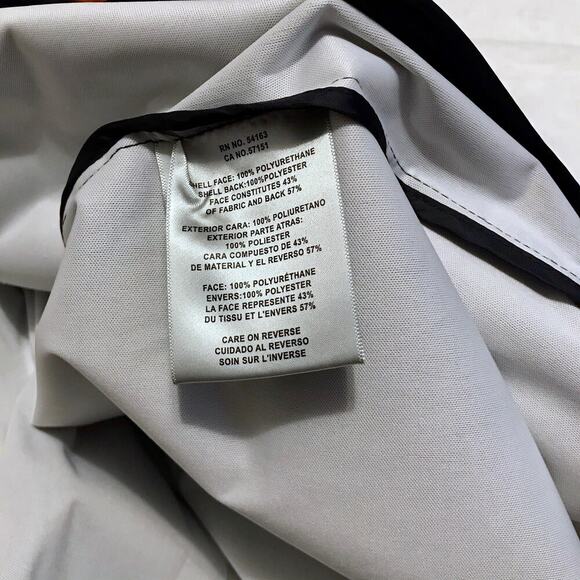 RN NO. 54163
CA NO.57151
SHELL FACE: 100% POLYURETHANE
SHELL BACK:100%POLYESTER
FACE CONSTITUTES 43%
OF FABRIC AND BACK 57%
EXTERIOR CARA: 100% POLIURETANO
EXTERIOR PARTE ATRAS:
100% POLIESTER
CARA COMPUESTO DE 43%
DE MATERIAL Y EL REVERSO 57%
FACE: 100% POLYURÉTHANE
ENVERS:100% POLYESTER
LA FACE REPRÉSENTE 43%
DU TISSU ET L'ENVERS 57%
CARE ON REVERSE
CUIDADO AL REVERSO
SOIN SUR L'INVERSE